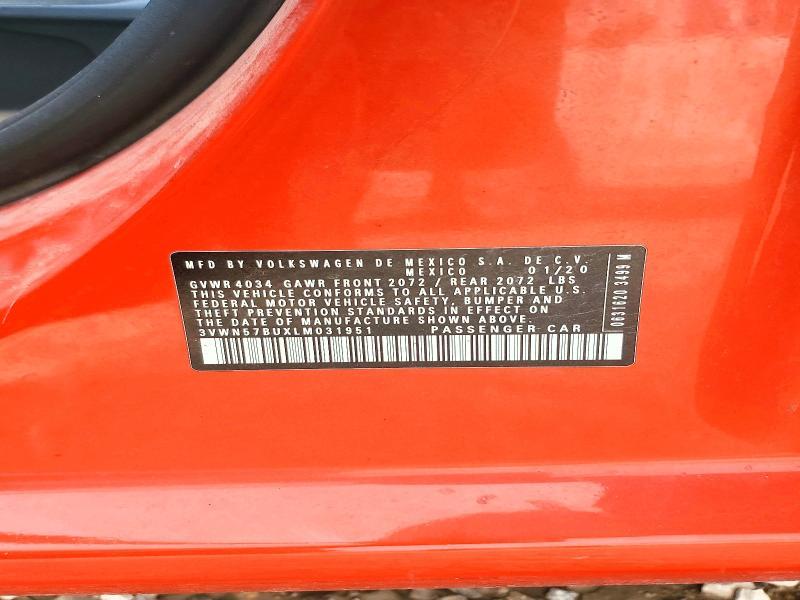 MFD BY VOLKSWAGEN DE MEXICO S.A. DE C.V.
MEXICO 01/20
GVWR 4034 GAWR FRONT 2072 / REAR 2072 LBS
THIS VEHICLE CONFORMS TO ALL APPLICABLE U.S.
FEDERAL MOTOR VEHICLE SAFETY, BUMPER AND
THEFT PREVENTION STANDARDS IN EFFECT ON
THE DATE OF MANUFACTURE SHOWN ABOVE.
3VWN57BUXLM031951 PASSENGER CAR
0631620 3499 M